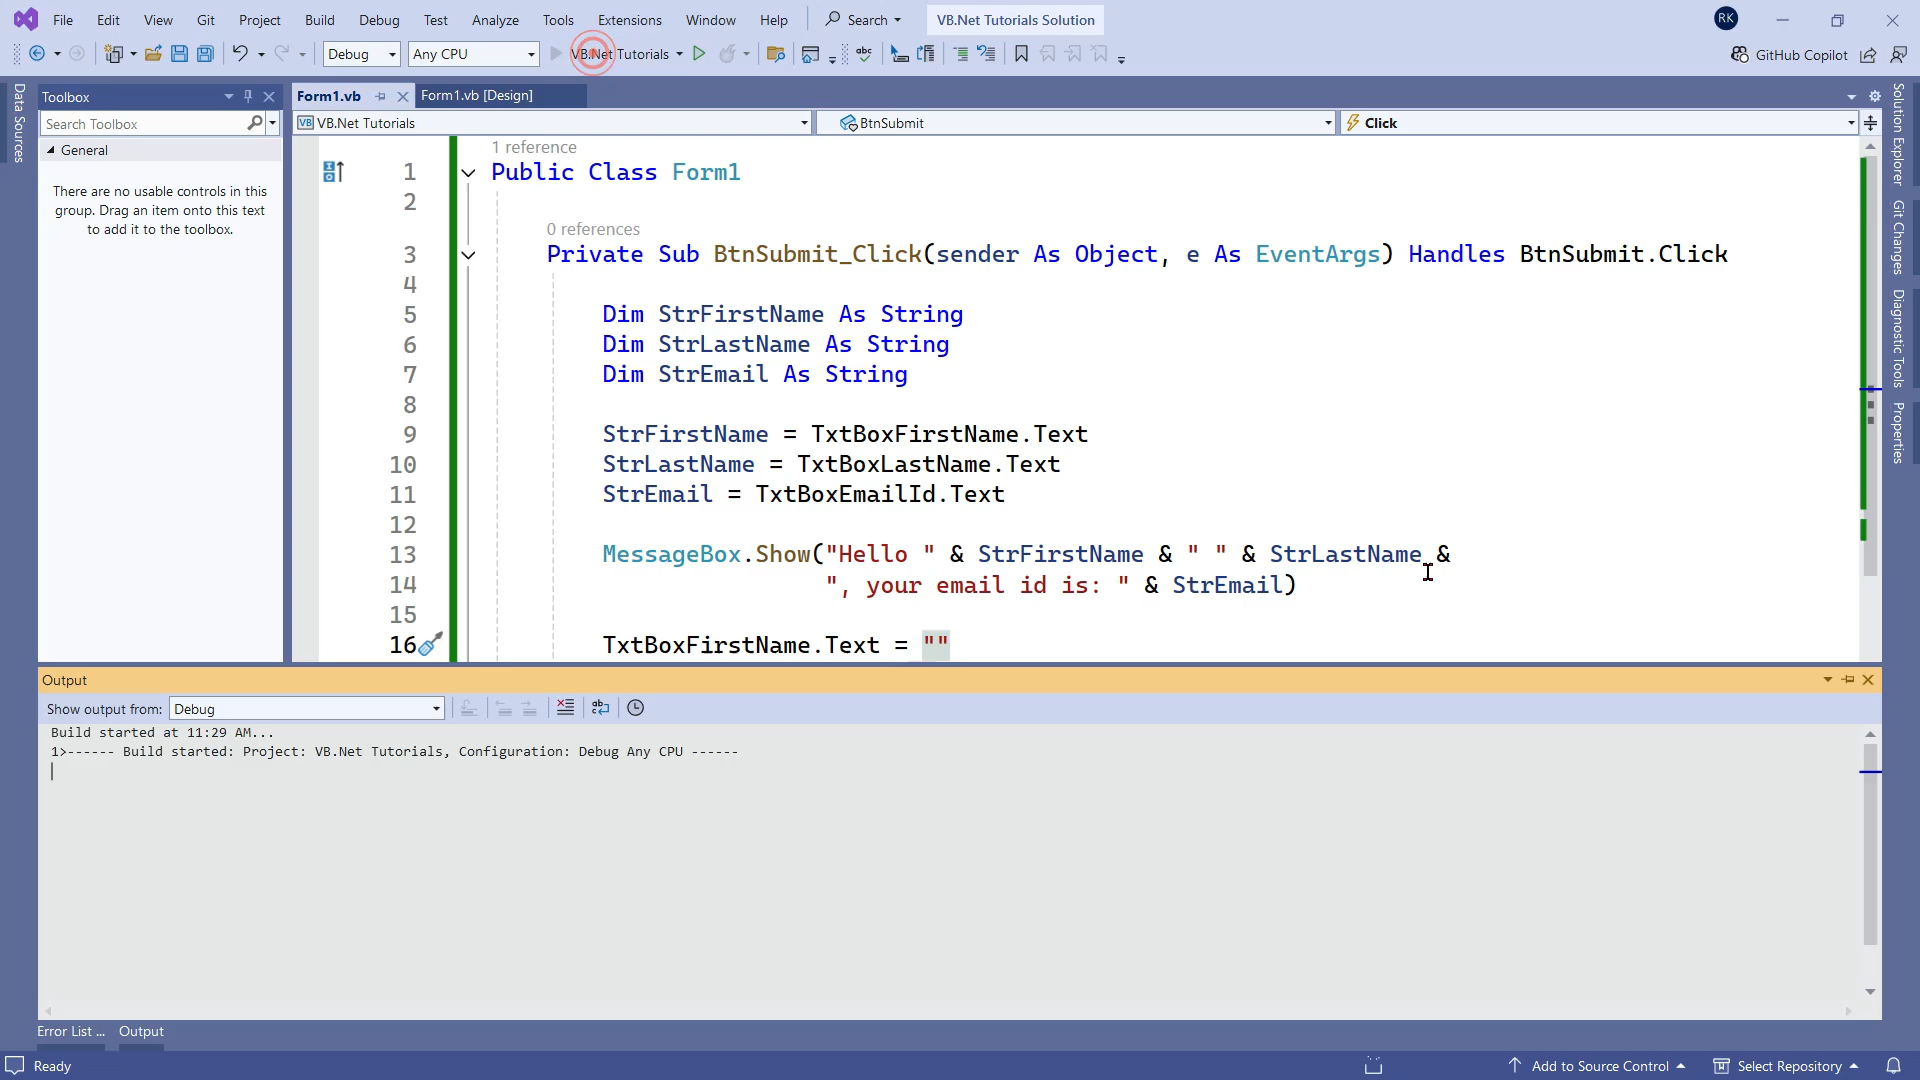 File Edit View Git Project Build Debug Test Analyze Tools Extensions Window Help Search VB.Net Tutorials Solution RK
Debug Any CPU VB.Net Tutorials abc GitHub Copilot
Data Sources
Toolbox
Search Toolbox
General
There are no usable controls in this
group. Drag an item onto this text
to add it to the toolbox.
Form1.vb Form1.vb [Design]
VB VB.Net Tutorials BtnSubmit Click
1 reference
1 Public Class Form1
2
0 references
3 Private Sub BtnSubmit_Click(sender As Object, e As EventArgs) Handles BtnSubmit.Click
4
5 Dim StrFirstName As String
6 Dim StrLastName As String
7 Dim StrEmail As String
8
9 StrFirstName = TxtBoxFirstName.Text
10 StrLastName = TxtBoxLastName.Text
11 StrEmail = TxtBoxEmailId.Text
12
13 MessageBox.Show("Hello " & StrFirstName & " " & StrLastName &
14 ", your email id is: " & StrEmail)
15
16 TxtBoxFirstName.Text = ""
Solution Explorer
Git Changes
Diagnostic Tools
Properties
Output
Show output from: Debug
Build started at 11:29 AM...
1>------ Build started: Project: VB.Net Tutorials, Configuration: Debug Any CPU ------
Error List ... Output
Ready Add to Source Control Select Repository